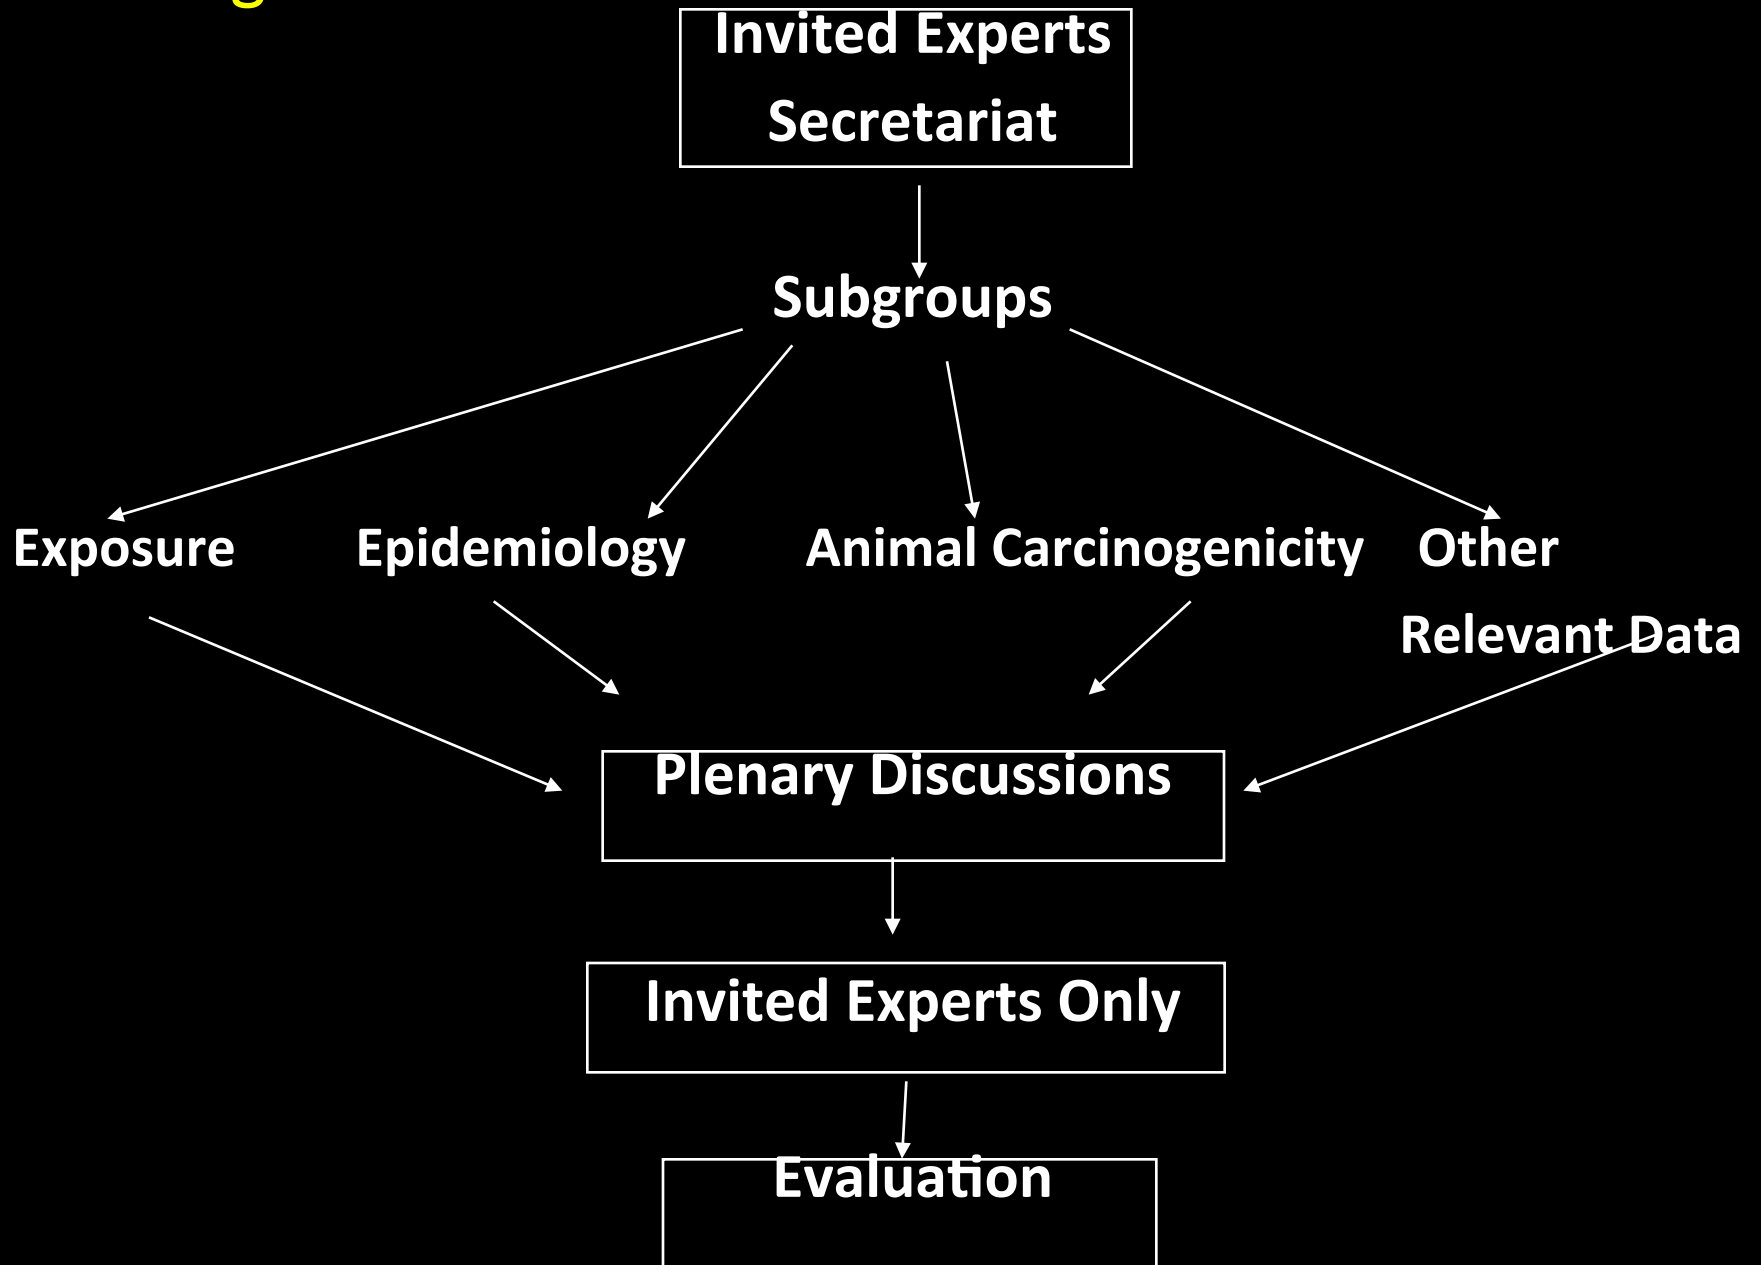 Invited Experts
Secretariat
Subgroups
Exposure
Epidemiology
Animal Carcinogenicity
Other
Relevant Data
Plenary Discussions
Invited Experts Only
Evaluation